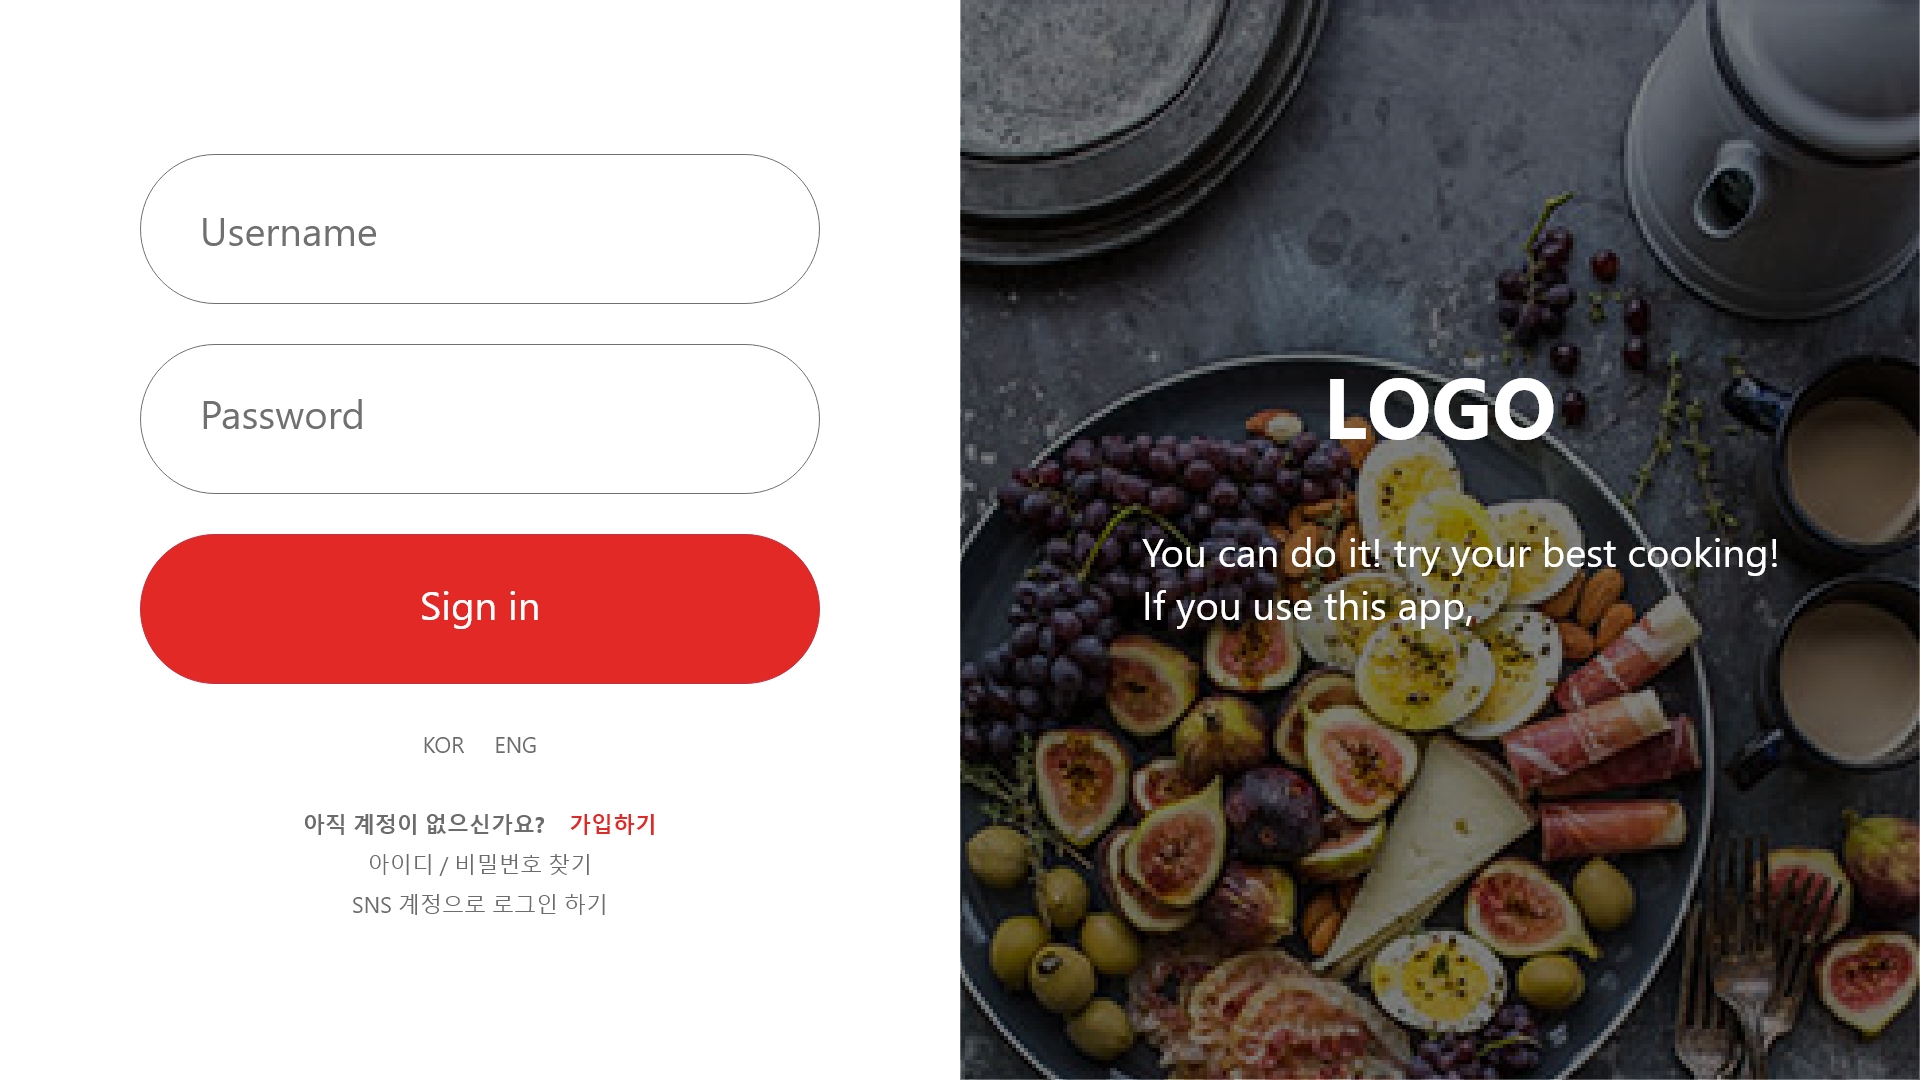 Username
Password
Sign in
KOR ENG
아직 계정이 없으신가요? 가입하기
아이디 / 비밀번호 찾기
SNS 계정으로 로그인 하기
LOGO
You can do it! try your best cooking!
If you use this app,